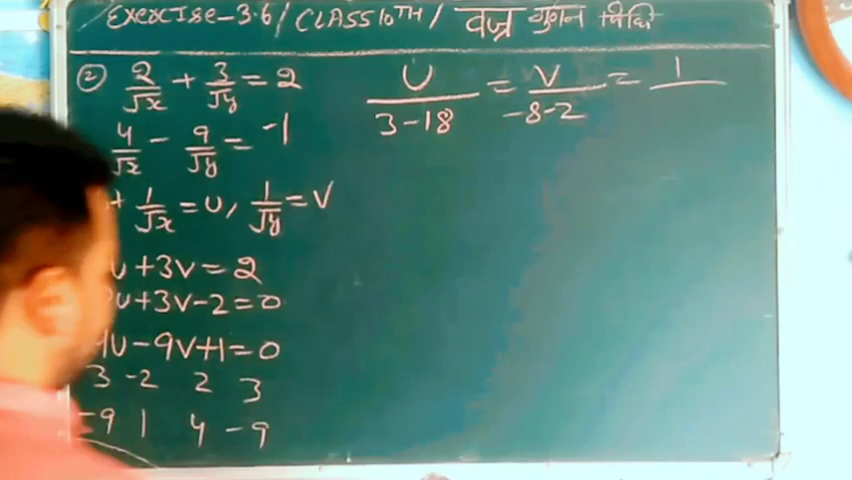 Exercise-3.6/CLASS 10TH/ वज्र गुणन विधि
② 2/√x + 3/√y = 2
4/√x - 9/√y = -1
1/√x = U, 1/√y = V
U+3V=2
U+3V-2=0
4U-9V+1=0
3 -2 2 3
-9 1 4 -9
U/3-18 = V/-8-2 = 1/